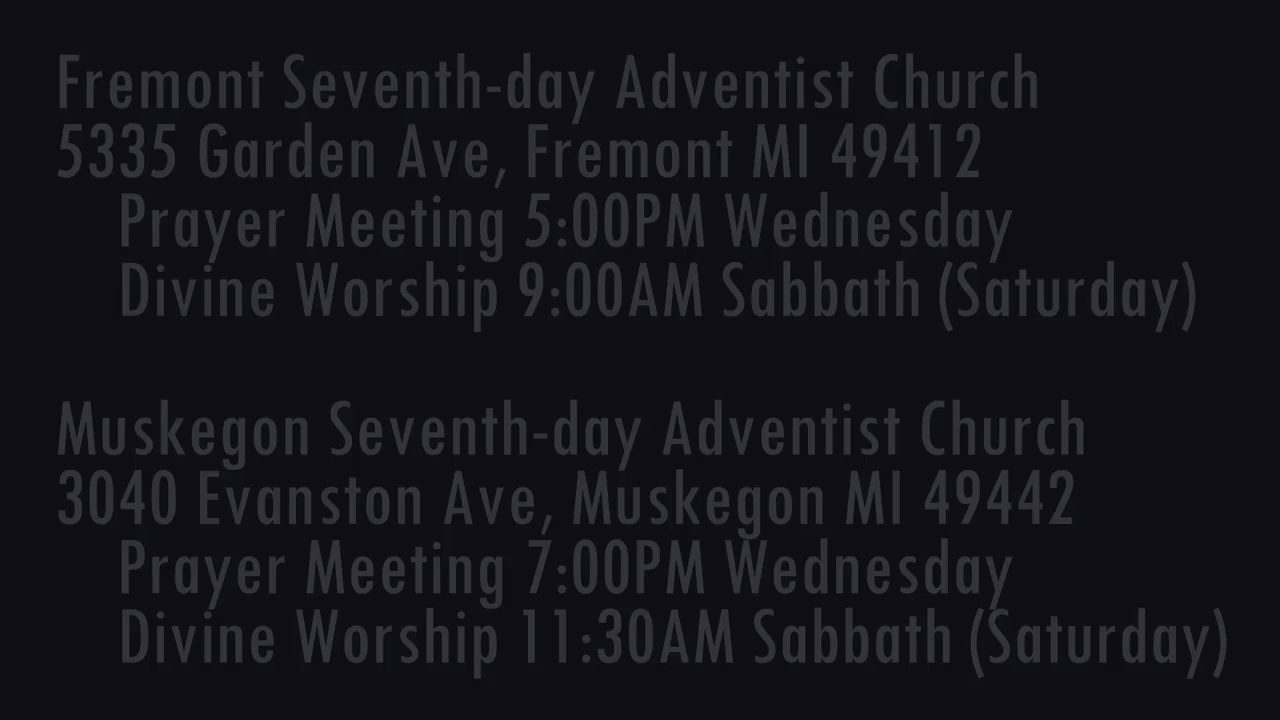 Fremont Seventh-day Adventist Church
5335 Garden Ave, Fremont MI 49412
Prayer Meeting 5:00PM Wednesday
Divine Worship 9:00AM Sabbath (Saturday)
Muskegon Seventh-day Adventist Church
3040 Evanston Ave, Muskegon MI 49442
Prayer Meeting 7:00PM Wednesday
Divine Worship 11:30AM Sabbath (Saturday)